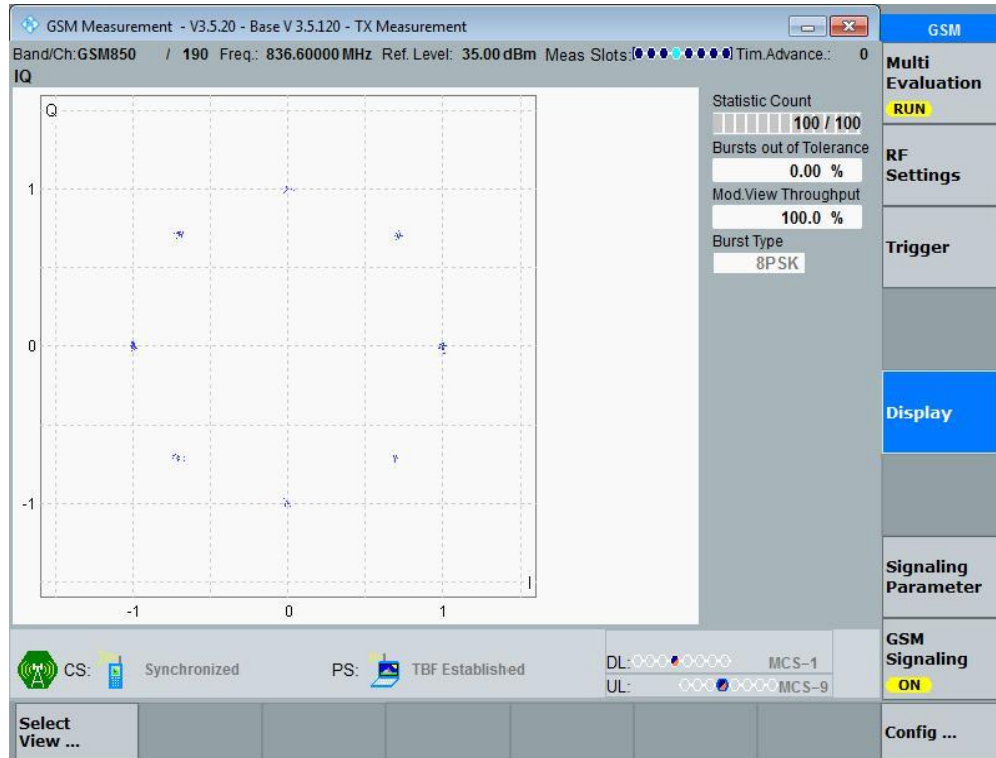 GSM Measurement - V3.5.20 - Base V 3.5.120 - TX Measurement
GSM
Band/Ch:GSM850 / 190 Freq.: 836.60000 MHz Ref. Level: 35.00 dBm Meas Slots: Tim.Advance.: 0
IQ
Multi
Evaluation
RUN
Q
Statistic Count
100 / 100
Bursts out of Tolerance
0.00 %
Mod.View Throughput
100.0 %
Burst Type
8PSK
RF
Settings
Trigger
Display
1
0
-1
I
-1 0 1
Signaling
Parameter
GSM
Signaling
ON
CS: Synchronized PS: TBF Established
DL: MCS-1
UL: MCS-9
Select
View ...
Config ...